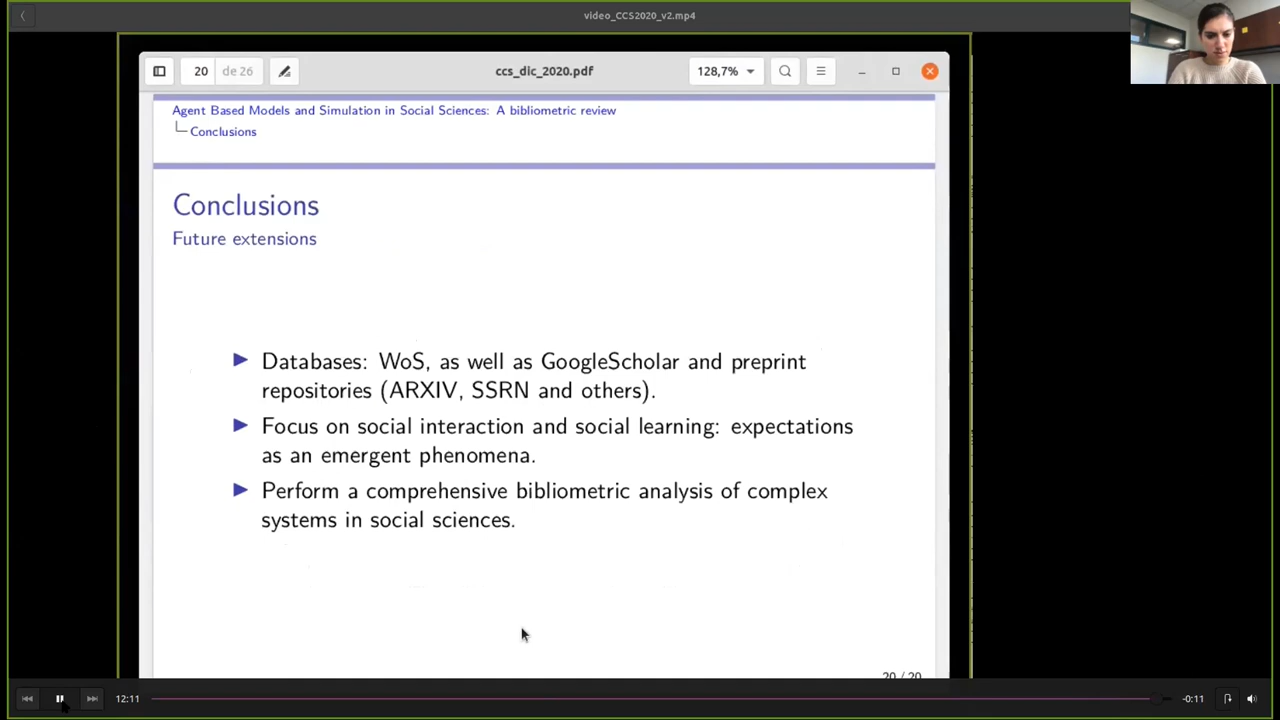 video_CCS2020_v2.mp4
20 de 26
ccs_dic_2020.pdf
128,7%
Agent Based Models and Simulation in Social Sciences: A bibliometric review
Conclusions
Conclusions
Future extensions
Databases: WoS, as well as GoogleScholar and preprint
repositories (ARXIV, SSRN and others).
Focus on social interaction and social learning: expectations
as an emergent phenomena.
Perform a comprehensive bibliometric analysis of complex
systems in social sciences.
20 / 20
12:11
-0:11